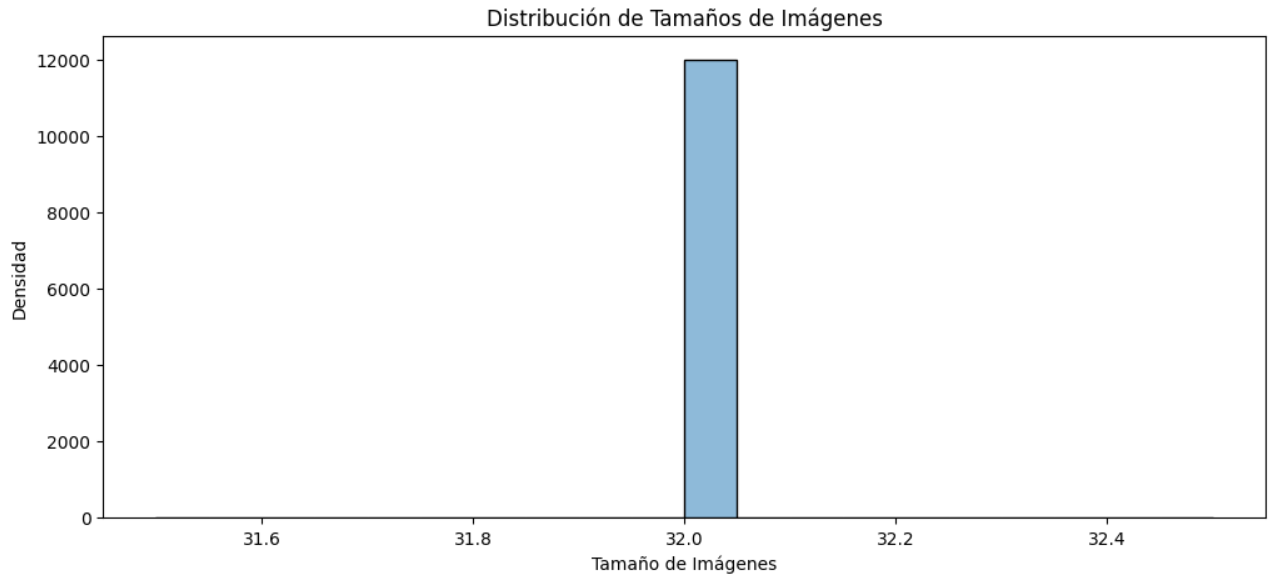 Distribución de Tamaños de Imágenes
12000
10000
8000
6000
4000
2000
0
Densidad
31.6 31.8 32.0 32.2 32.4
Tamaño de Imágenes